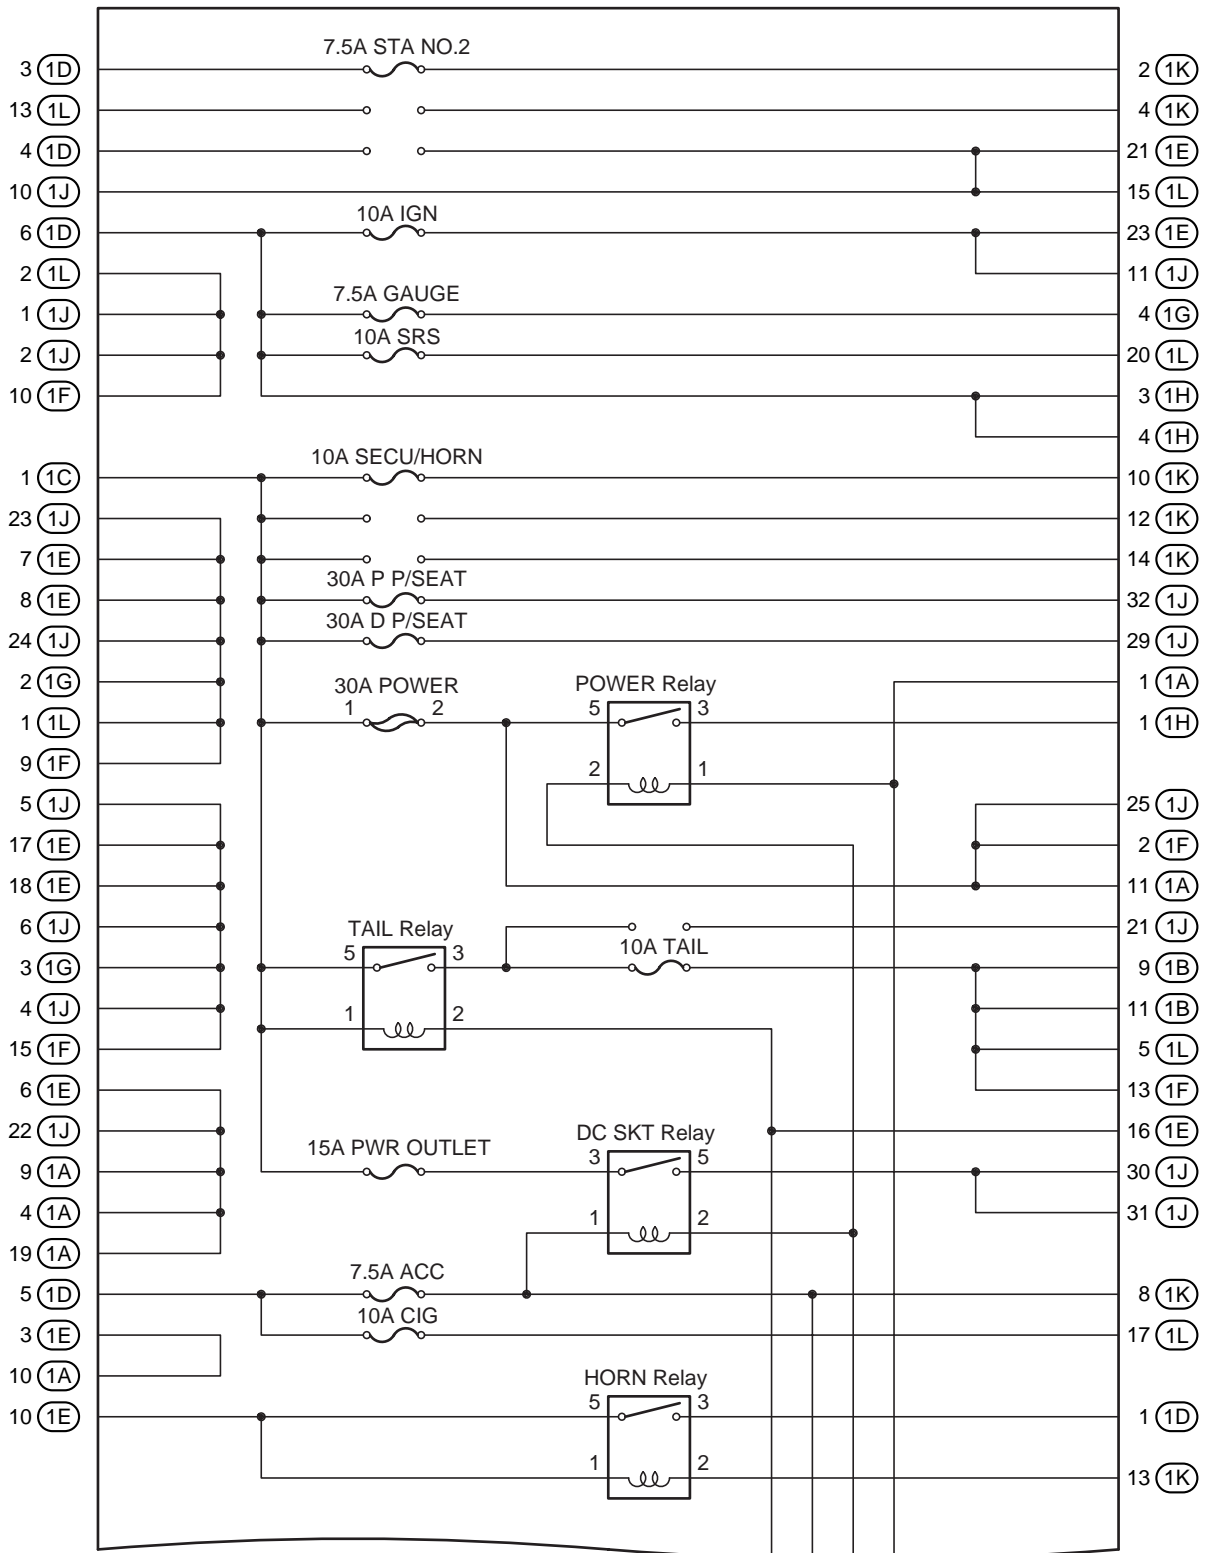 7.5A STA NO.2
3 1D 2 1K
13 1L 4 1K
4 1D 21 1E
10 1J 15 1L
10A IGN
6 1D 23 1E
2 1L 11 1J
7.5A GAUGE
1 1J 4 1G
10A SRS
2 1J 20 1L
10 1F 3 1H
4 1H
10A SECU/HORN
1 1C 10 1K
23 1J 12 1K
7 1E 14 1K
30A P P/SEAT
8 1E 32 1J
30A D P/SEAT
24 1J 29 1J
30A POWER POWER Relay
2 1G 1 1A
1 2 5 3
1 1L 1 1H
9 1F 2 1
5 1J 25 1J
17 1E 2 1F
18 1E 11 1A
TAIL Relay
6 1J 21 1J
5 3 10A TAIL
3 1G 9 1B
4 1J 1 2 11 1B
15 1F 5 1L
6 1E 13 1F
22 1J DC SKT Relay 16 1E
15A PWR OUTLET 3 5
9 1A 30 1J
4 1A 1 2 31 1J
19 1A
7.5A ACC
5 1D 8 1K
10A CIG
3 1E 17 1L
10 1A HORN Relay
5 3
10 1E 1 1D
1 2
13 1K